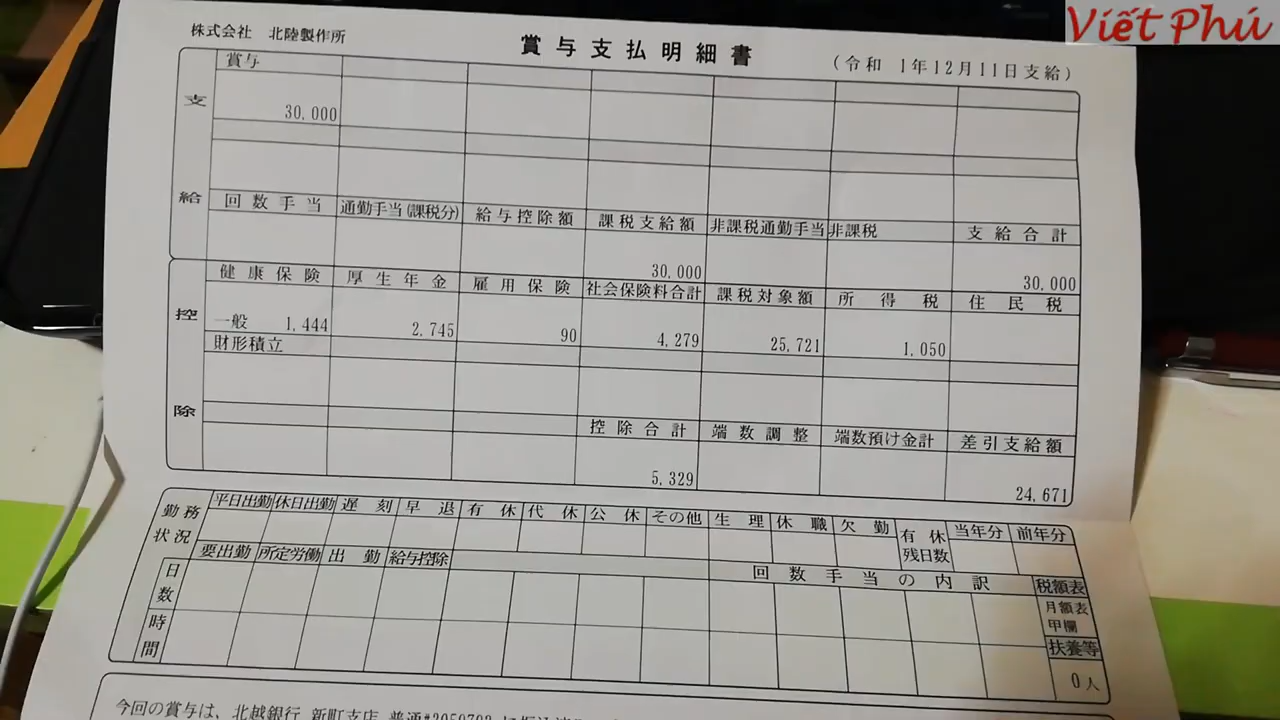 Việt Phú
株式会社 北陸製作所
賞与支払明細書
(令和 1年12月11日支給)
支給
賞与
30,000
回数手当 通勤手当(課税分) 給与控除額 課税支給額 非課税通勤手当 非課税 支給合計
30,000 30,000
控除
健康保険 厚生年金 雇用保険 社会保険料合計 課税対象額 所得税 住民税
一般 1,444 2,745 90 4,279 25,721 1,050
財形積立
控除合計 端数調整 端数預け金計 差引支給額
5,329 24,671
勤務状況
平日出勤 休日出勤 遅刻 早退 有休 代休 公休 その他 生理 休職 欠勤 有休残日数 当年分 前年分
要出勤 所定労働 出勤 給与控除 回数手当の内訳 税額表
日数
月額表
甲欄
時間
扶養等
0人
今回の賞与は、北越銀行 新町支店 普通